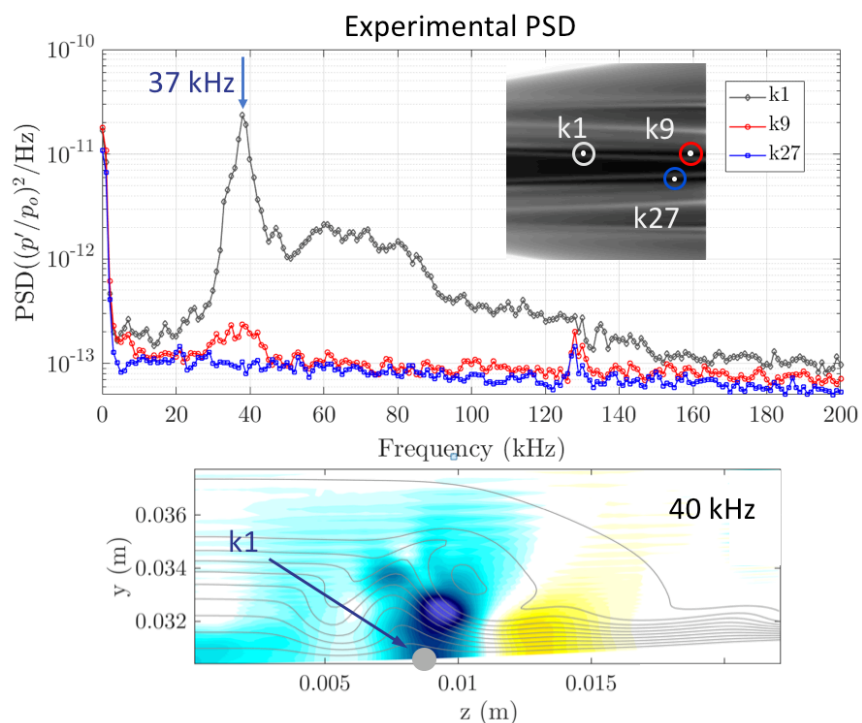 Experimental PSD
37 kHz
k1
k9
k27
k1
k9
k27
10^-10
10^-11
10^-12
10^-13
PSD((p'/p_o)^2/Hz)
0 20 40 60 80 100 120 140 160 180 200
Frequency (kHz)
40 kHz
k1
0.036
0.034
0.032
y (m)
0.005 0.01 0.015
z (m)